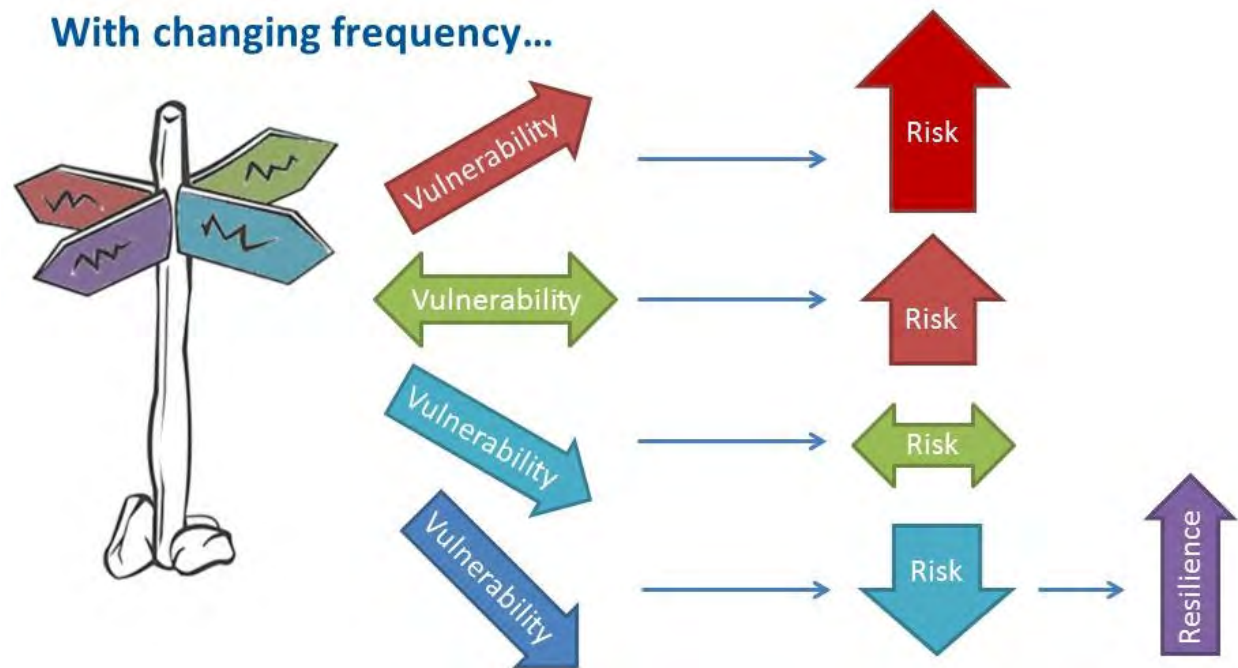 With changing frequency...
Vulnerability
Risk
Vulnerability
Risk
Vulnerability
Risk
Vulnerability
Risk
Resilience